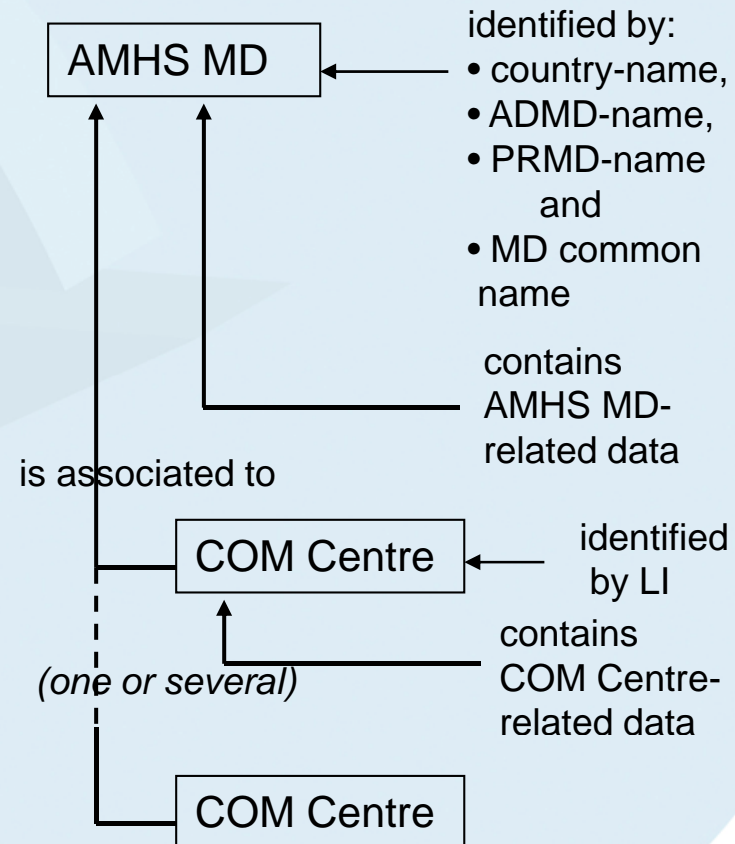 identified by:
AMHS MD
• country-name,
• ADMD-name,
• PRMD-name
and
• MD common
name
contains
AMHS MD-
related data
is associated to
COM Centre
identified
by LI
contains
COM Centre-
related data
(one or several)
COM Centre